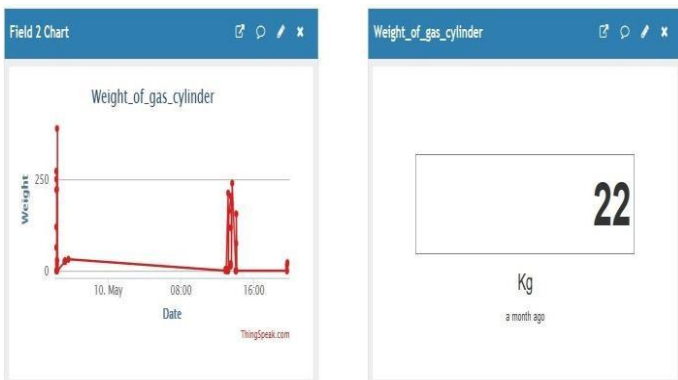 Field 2 Chart
Weight_of_gas_cylinder
Weight
250
0
10. May
08:00
16:00
Date
ThingSpeak.com
Weight_of_gas_cylinder
22
Kg
a month ago